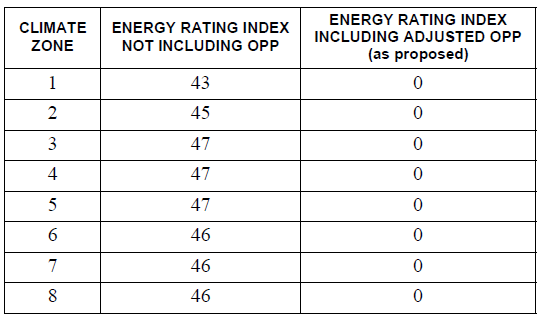 CLIMATE ZONE | ENERGY RATING INDEX NOT INCLUDING OPP | ENERGY RATING INDEX INCLUDING ADJUSTED OPP (as proposed)
1 | 43 | 0
2 | 45 | 0
3 | 47 | 0
4 | 47 | 0
5 | 47 | 0
6 | 46 | 0
7 | 46 | 0
8 | 46 | 0